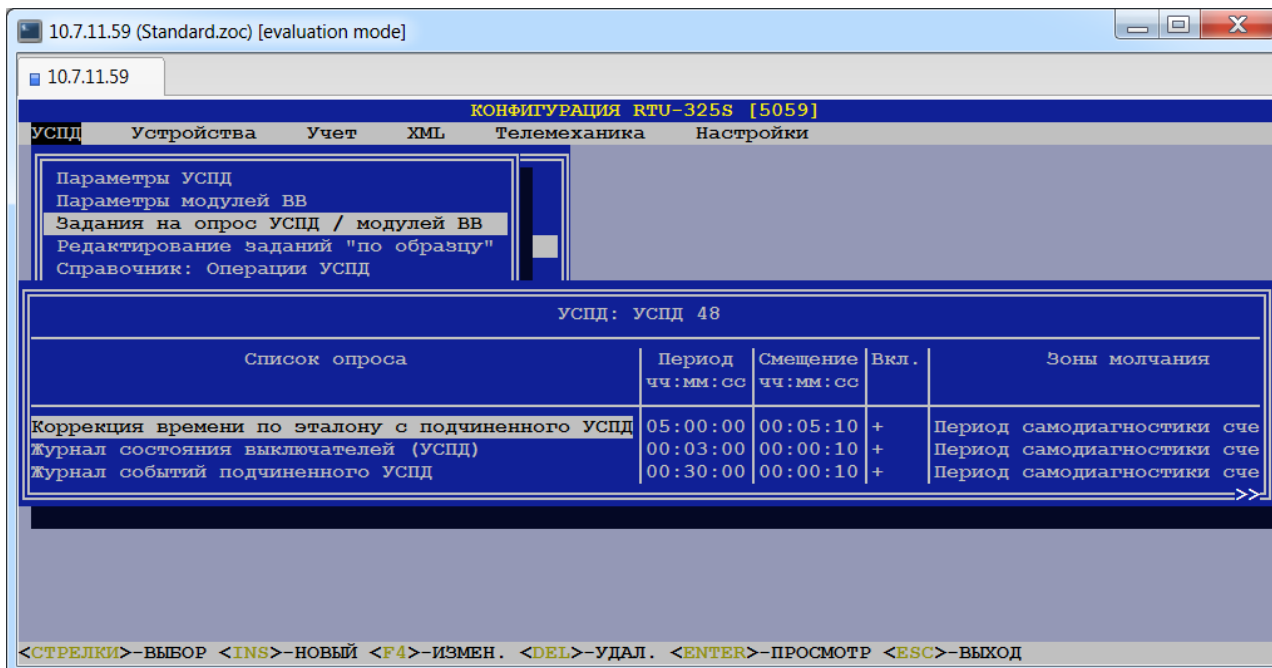 10.7.11.59 (Standard.zoc) [evaluation mode]
10.7.11.59
КОНФИГУРАЦИЯ RTU-325S [5059]
УСПД Устройства Учет XML Телемеханика Настройки
Параметры УСПД
Параметры модулей ВВ
Задания на опрос УСПД / модулей ВВ
Редактирование заданий "по образцу"
Справочник: Операции УСПД
УСПД: УСПД 48
Список опроса Период Смещение Вкл. Зоны молчания
чч:мм:сс чч:мм:сс
Коррекция времени по эталону с подчиненного УСПД 05:00:00 00:05:10 + Период самодиагностики сче
Журнал состояния выключателей (УСПД) 00:03:00 00:00:10 + Период самодиагностики сче
Журнал событий подчиненного УСПД 00:30:00 00:00:10 + Период самодиагностики сче
>>
<СТРЕЛКИ>-ВЫБОР <INS>-НОВЫЙ <F4>-ИЗМЕН. <DEL>-УДАЛ. <ENTER>-ПРОСМОТР <ESC>-ВЫХОД